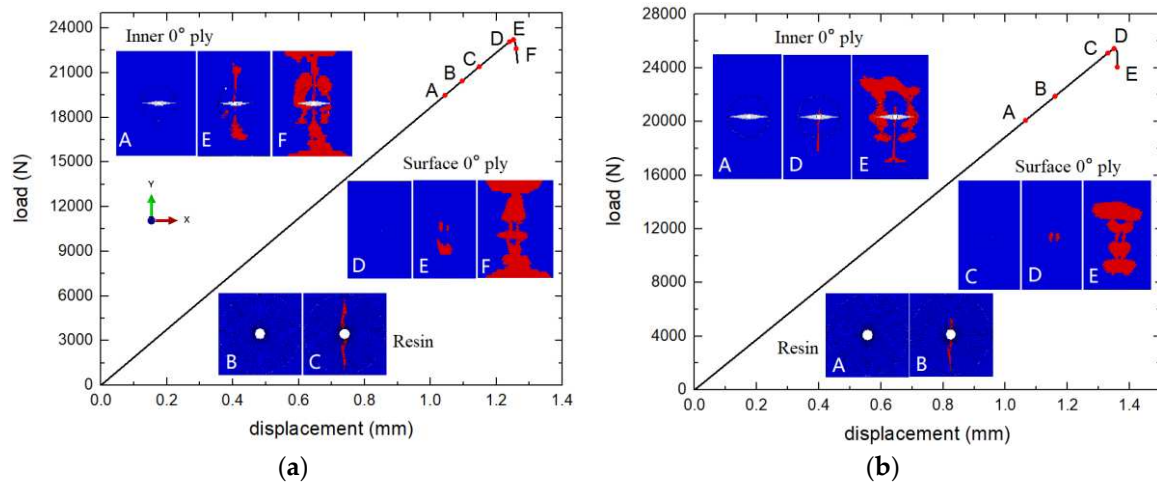 24000
21000
18000
15000
12000
9000
6000
3000
0
load (N)
0.0 0.2 0.4 0.6 0.8 1.0 1.2 1.4
displacement (mm)
Inner 0° ply
A E F
A B C D E F
Y
X
Surface 0° ply
D E F
B C
Resin
(a)
28000
24000
20000
16000
12000
8000
4000
0
load (N)
0.0 0.2 0.4 0.6 0.8 1.0 1.2 1.4
displacement (mm)
Inner 0° ply
A D E
A B C D E
Surface 0° ply
C D E
Resin
A B
(b)